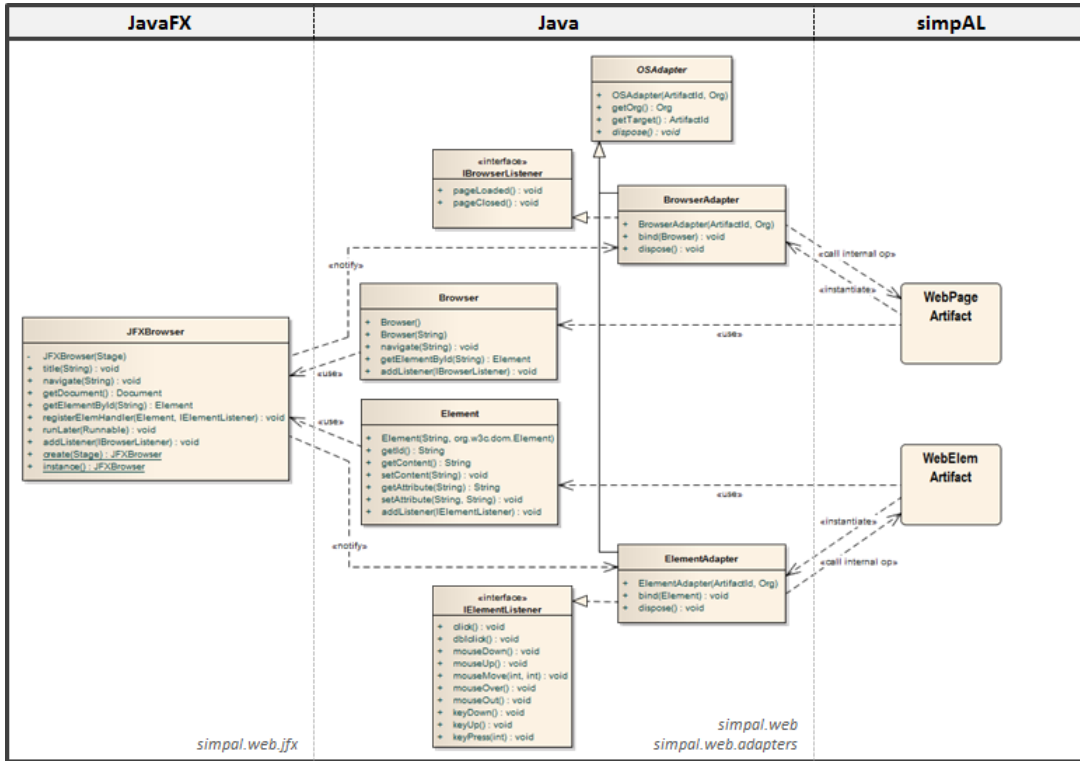 JavaFX
Java
simpAL
OSAdapter
+ OSAdapter(ArtifactId, Org)
+ getOrg() : Org
+ getTarget() : ArtifactId
+ dispose() : void
«interface»
IBrowserListener
+ pageLoaded() : void
+ pageClosed() : void
BrowserAdapter
+ BrowserAdapter(ArtifactId, Org)
+ bind(Browser) : void
+ dispose() : void
«call internal op»
«notify»
«instantiate»
WebPage
Artifact
Browser
+ Browser()
+ Browser(String)
+ navigate(String) : void
+ getElementById(String) : Element
+ addListener(IBrowserListener) : void
«use»
«use»
JFXBrowser
- JFXBrowser(Stage)
+ title(String) : void
+ navigate(String) : void
+ getDocument() : Document
+ getElementById(String) : Element
+ registerElemHandler(Element, IElementListener) : void
+ runLater(Runnable) : void
+ addListener(IBrowserListener) : void
+ create(Stage) : JFXBrowser
+ instance() : JFXBrowser
«use»
Element
+ Element(String, org.w3c.dom.Element)
+ getId() : String
+ getContent() : String
+ setContent(String) : void
+ getAttribute(String) : String
+ setAttribute(String, String) : void
+ addListener(IElementListener) : void
WebElem
Artifact
«use»
«instantiate»
«notify»
«call internal op»
ElementAdapter
+ ElementAdapter(ArtifactId, Org)
+ bind(Element) : void
+ dispose() : void
«interface»
IElementListener
+ click() : void
+ dblclick() : void
+ mouseDown() : void
+ mouseUp() : void
+ mouseMove(int, int) : void
+ mouseOver() : void
+ mouseOut() : void
+ keyDown() : void
+ keyUp() : void
+ keyPress(int) : void
simpal.web.jfx
simpal.web
simpal.web.adapters